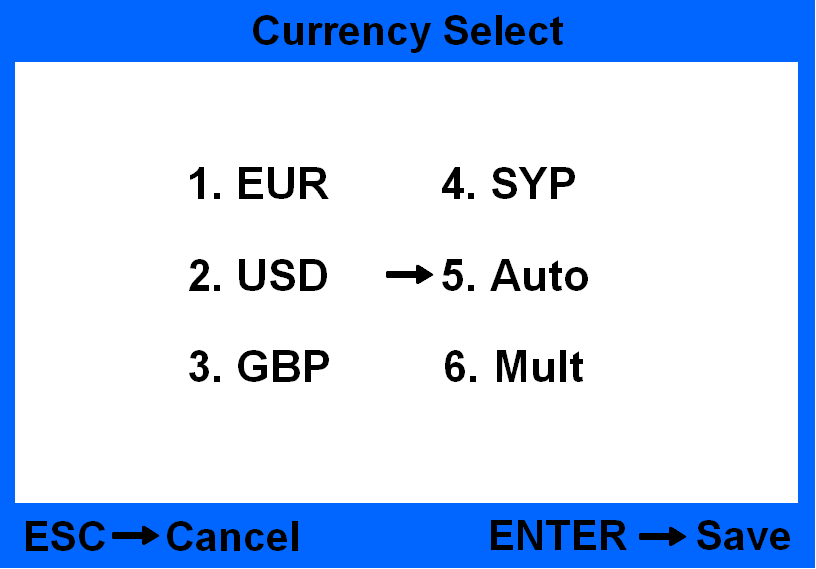 Currency Select
1. EUR 4. SYP
2. USD →5. Auto
3. GBP 6. Mult
ESC→Cancel ENTER→Save